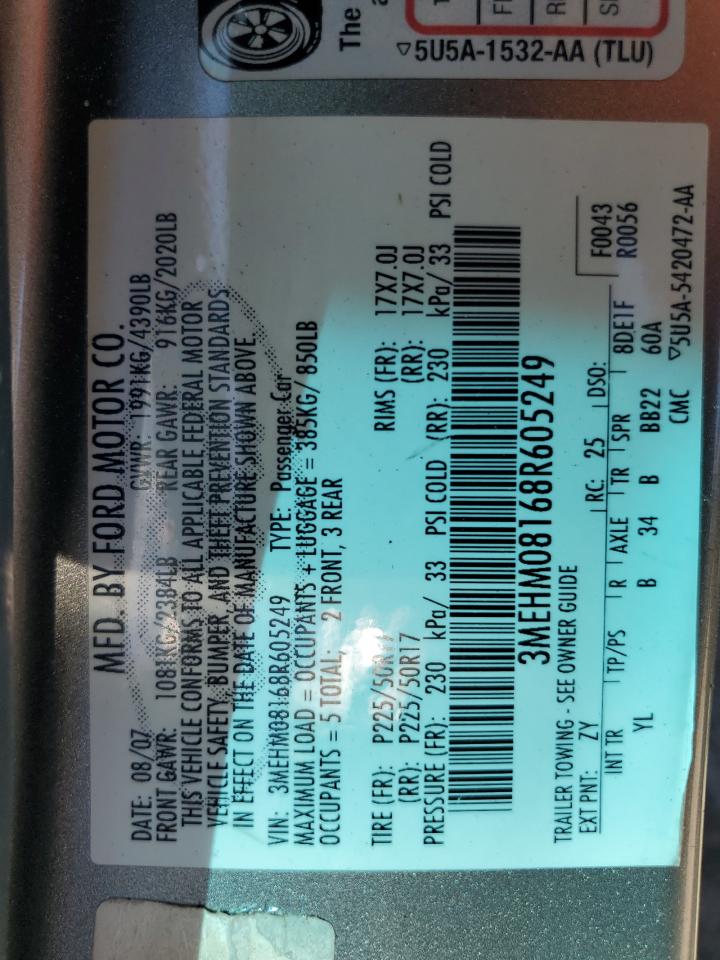 The
▽5U5A-1532-AA (TLU)
MFD. BY FORD MOTOR CO.
DATE: 08/07 GVWR: 1991KG/4390LB
FRONT GAWR: 1081KG/2384LB REAR GAWR: 916KG/2020LB
THIS VEHICLE CONFORMS TO ALL APPLICABLE FEDERAL MOTOR
VEHICLE SAFETY, BUMPER, AND THEFT PREVENTION STANDARDS
IN EFFECT ON THE DATE OF MANUFACTURE SHOWN ABOVE.
VIN: 3MEHM08168R605249 TYPE: Passenger Car
MAXIMUM LOAD = OCCUPANTS + LUGGAGE = 385KG/ 850LB
OCCUPANTS = 5 TOTAL, 2 FRONT, 3 REAR
TIRE (FR): P225/50R17 RIMS (FR): 17X7.0J
(RR): P225/50R17 (RR): 17X7.0J
PRESSURE (FR): 230 kPa/ 33 PSI COLD (RR): 230 kPa/ 33 PSI COLD
3MEHM08168R605249
TRAILER TOWING - SEE OWNER GUIDE F0043
EXT PNT: ZY RC: 25 DSO: R0056
INT TR TP/PS R AXLE TR SPR 8DE1F
YL B 34 B BB22 60A
CMC ▽5U5A-5420472-AA